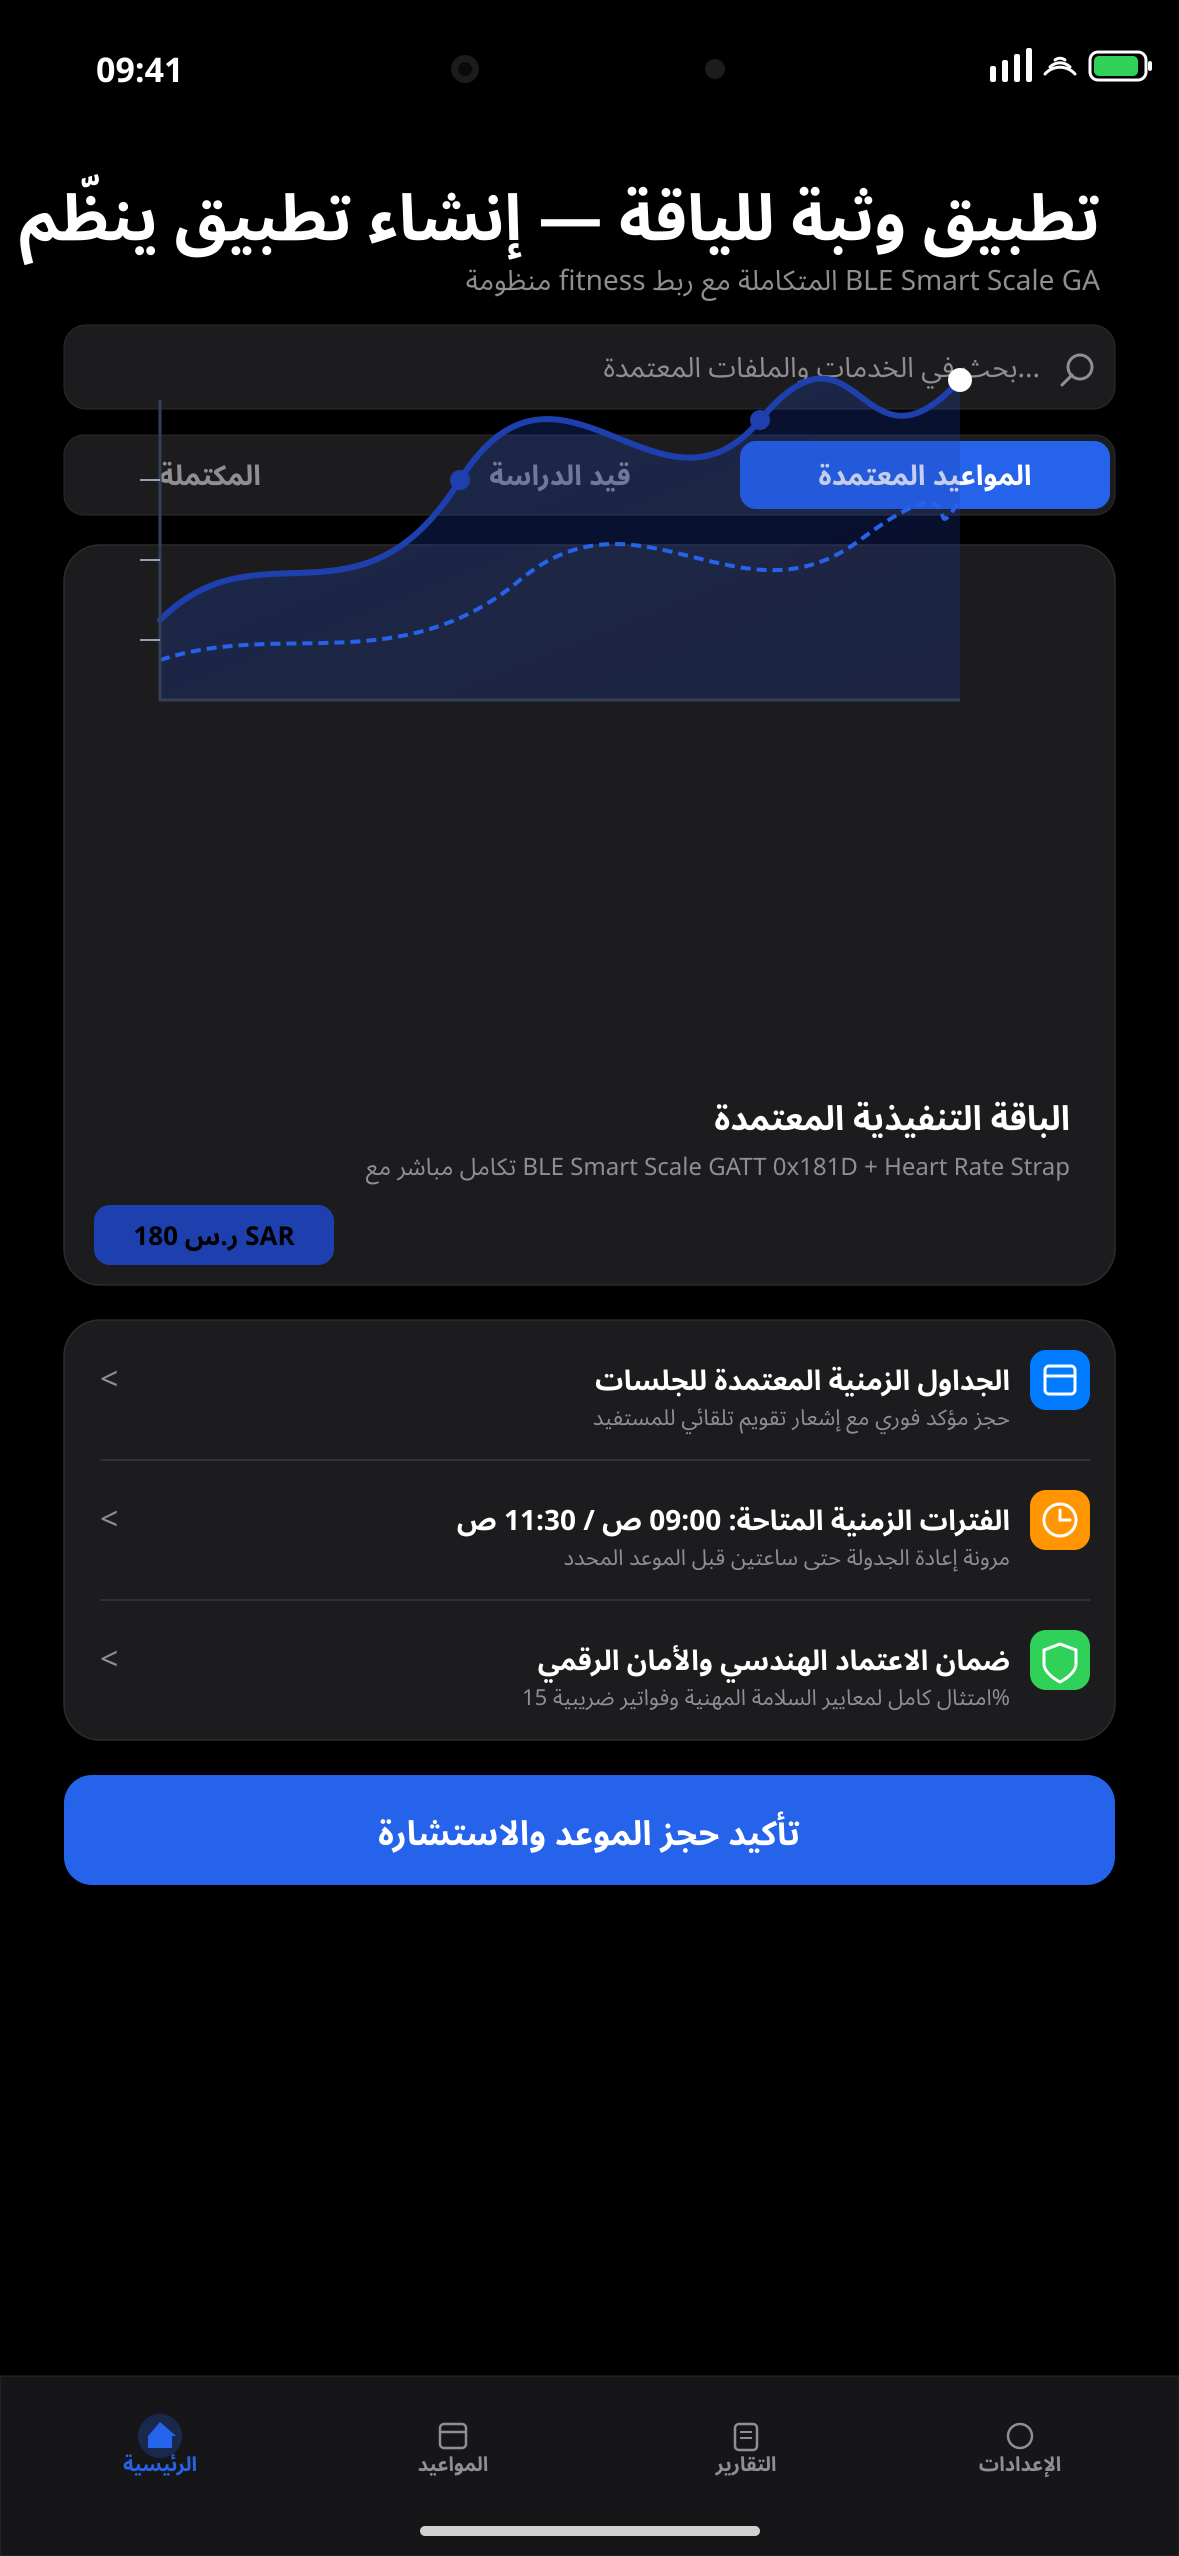 09:41
تطبيق وثبة للياقة — إنشاء تطبيق ينظّم
منظومة fitness المتكاملة مع ربط BLE Smart Scale GA
بحث في الخدمات والملفات المعتمدة...
المواعيد المعتمدة
قيد الدراسة
المكتملة
الباقة التنفيذية المعتمدة
تكامل مباشر مع BLE Smart Scale GATT 0x181D + Heart Rate Strap
180 ر.س SAR
الجداول الزمنية المعتمدة للجلسات
حجز مؤكد فوري مع إشعار تقويم تلقائي للمستفيد
الفترات الزمنية المتاحة: 09:00 ص / 11:30 ص
مرونة إعادة الجدولة حتى ساعتين قبل الموعد المحدد
ضمان الاعتماد الهندسي والأمان الرقمي
امتثال كامل لمعايير السلامة المهنية وفواتير ضريبية 15%
تأكيد حجز الموعد والاستشارة
الإعدادات
التقارير
المواعيد
الرئيسية